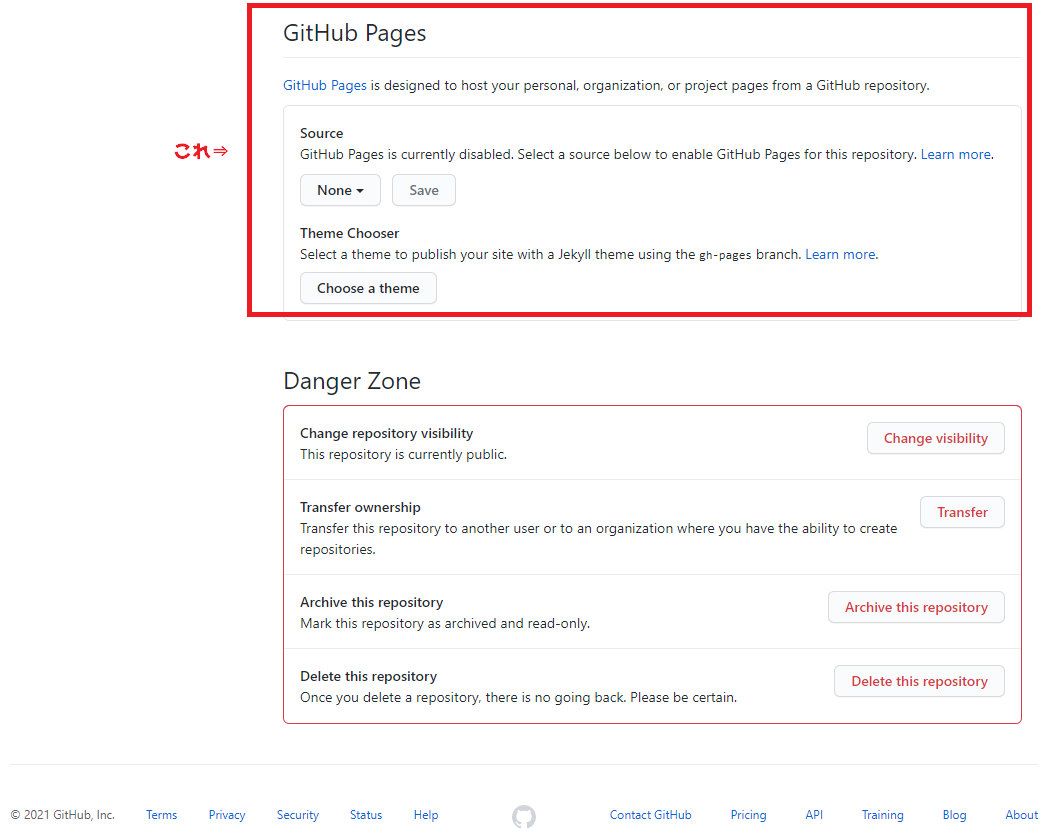 GitHub Pages
GitHub Pages is designed to host your personal, organization, or project pages from a GitHub repository.
Source
これ⇒
GitHub Pages is currently disabled. Select a source below to enable GitHub Pages for this repository. Learn more.
None Save
Theme Chooser
Select a theme to publish your site with a Jekyll theme using the gh-pages branch. Learn more.
Choose a theme
Danger Zone
Change repository visibility
This repository is currently public.
Change visibility
Transfer ownership
Transfer this repository to another user or to an organization where you have the ability to create
repositories.
Transfer
Archive this repository
Mark this repository as archived and read-only.
Archive this repository
Delete this repository
Once you delete a repository, there is no going back. Please be certain.
Delete this repository
© 2021 GitHub, Inc. Terms Privacy Security Status Help Contact GitHub Pricing API Training Blog About